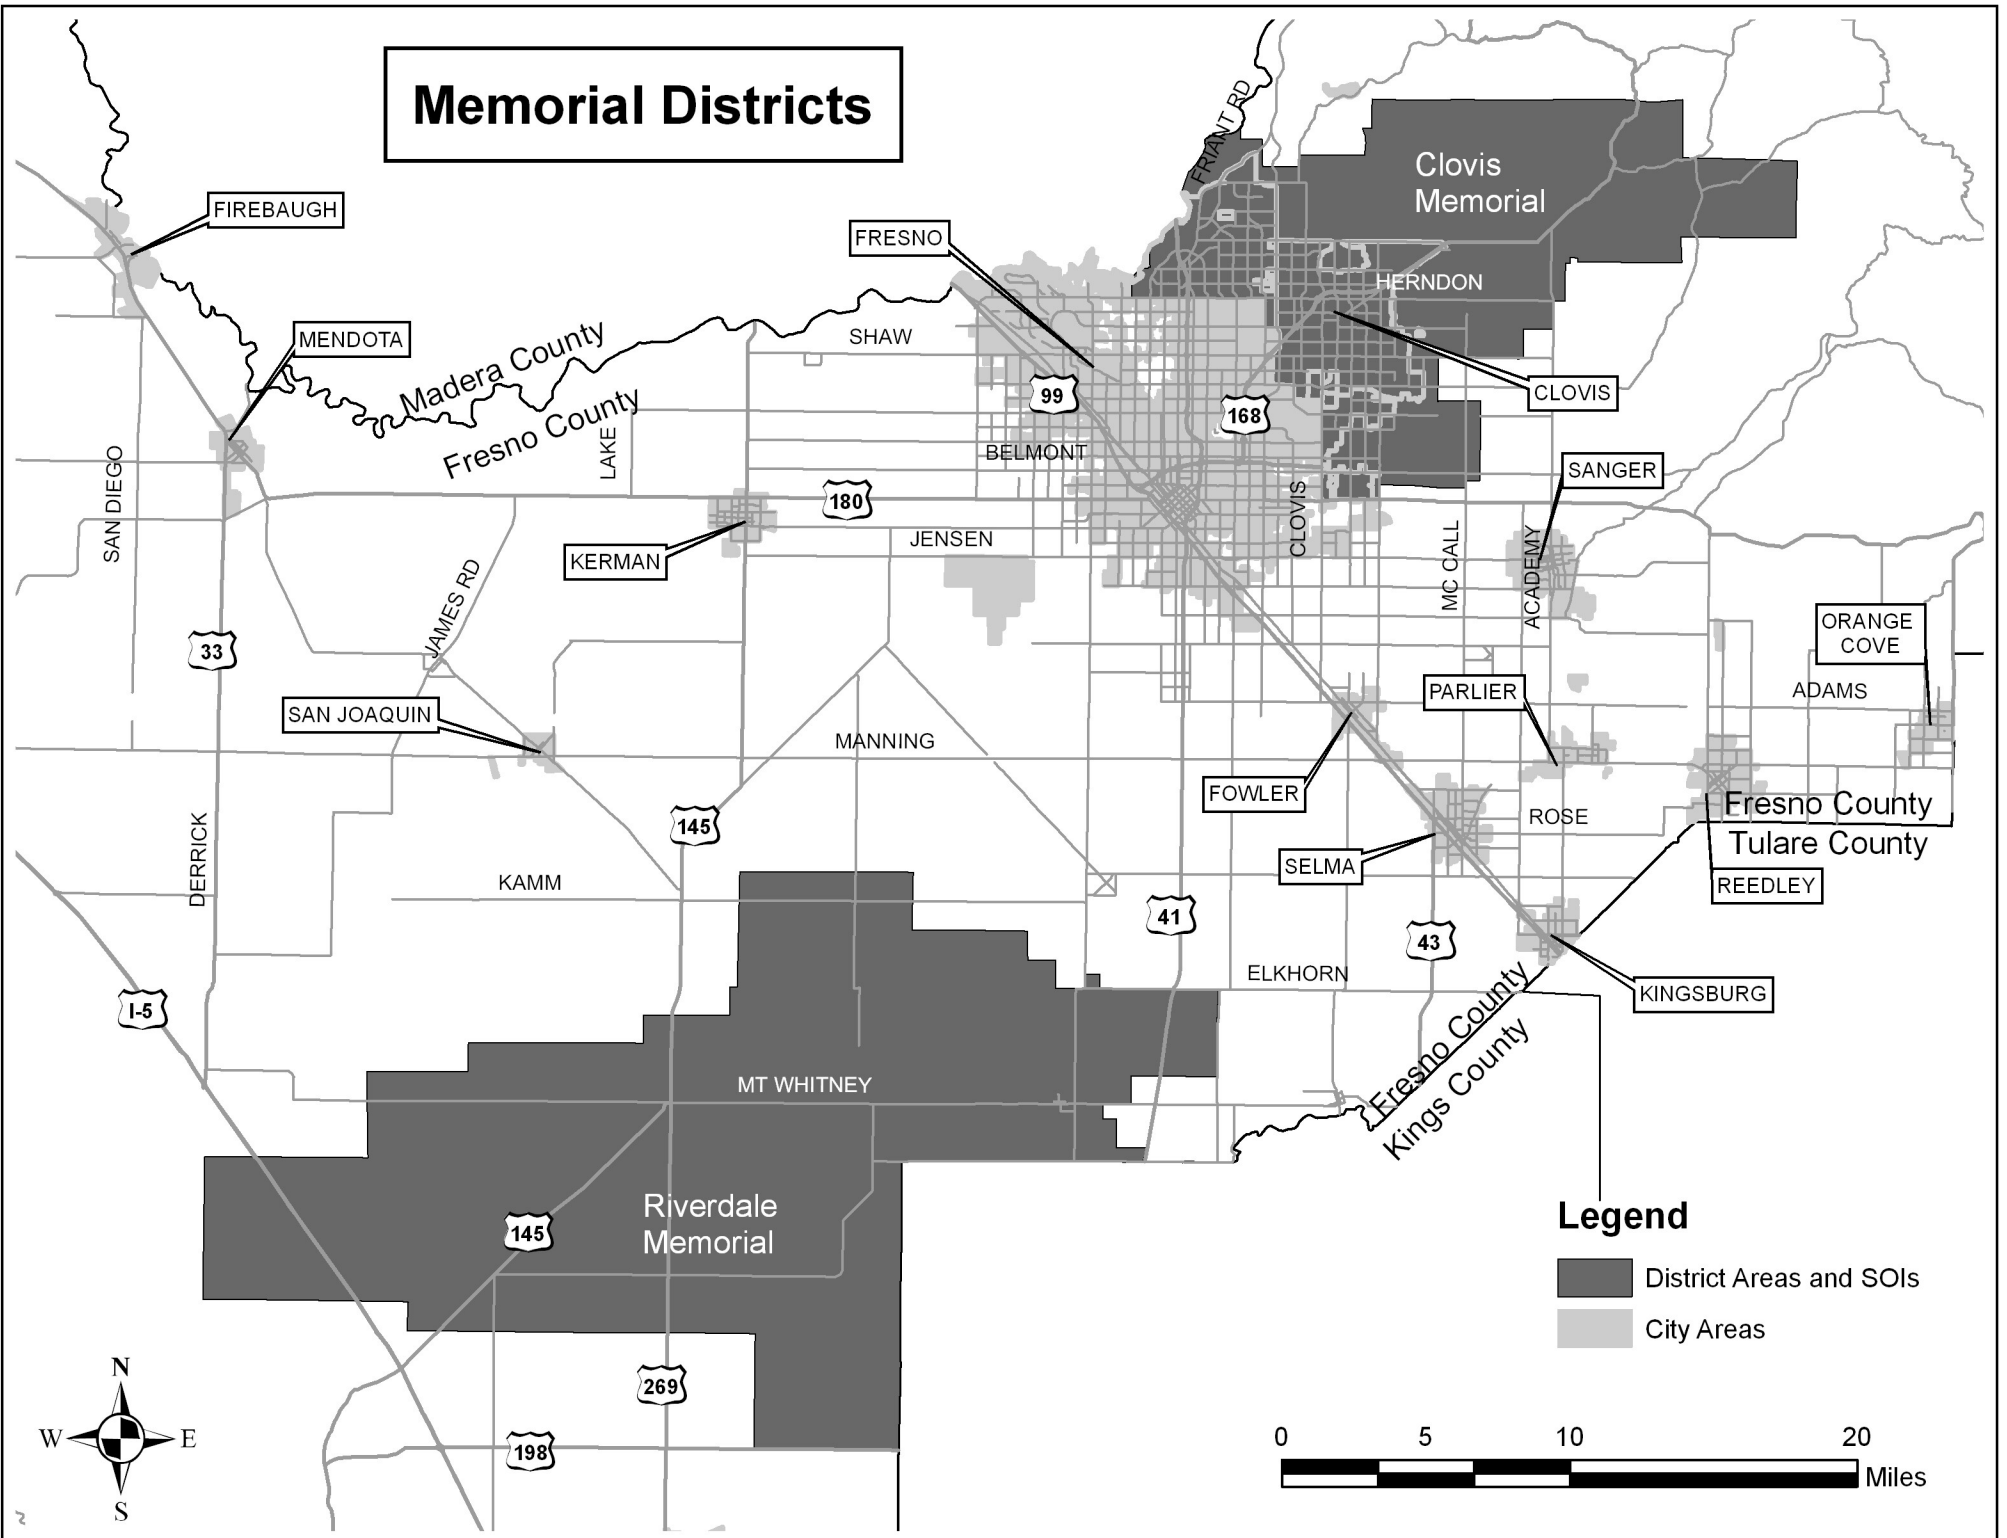 Memorial Districts
FRIANT RD
Clovis
Memorial
FIREBAUGH
FRESNO
HERNDON
MENDOTA
SHAW
Madera County
Fresno County
99
168
CLOVIS
LAKE
BELMONT
SAN DIEGO
180
CLOVIS
SANGER
JENSEN
KERMAN
MC CALL
ACADEMY
JAMES RD
ORANGE
COVE
33
SAN JOAQUIN
PARLIER
ADAMS
MANNING
FOWLER
145
ROSE
Fresno County
Tulare County
DERRICK
SELMA
REEDLEY
KAMM
41
43
ELKHORN
KINGSBURG
I-5
Fresno County
Kings County
MT WHITNEY
Riverdale
Memorial
145
269
198
Legend
District Areas and SOIs
City Areas
N
W
E
S
0 5 10 20
Miles